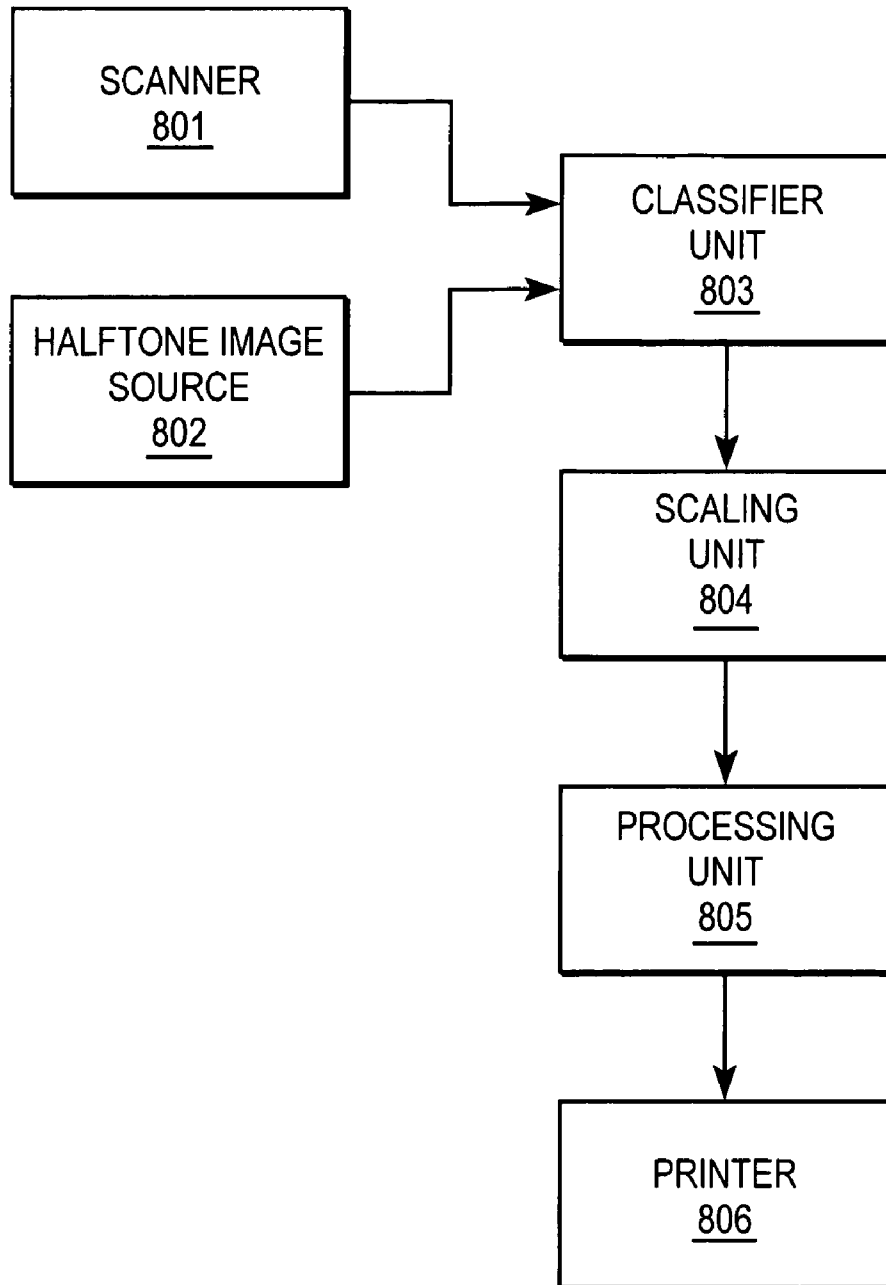 SCANNER
801
HALFTONE IMAGE
SOURCE
802
CLASSIFIER
UNIT
803
SCALING
UNIT
804
PROCESSING
UNIT
805
PRINTER
806